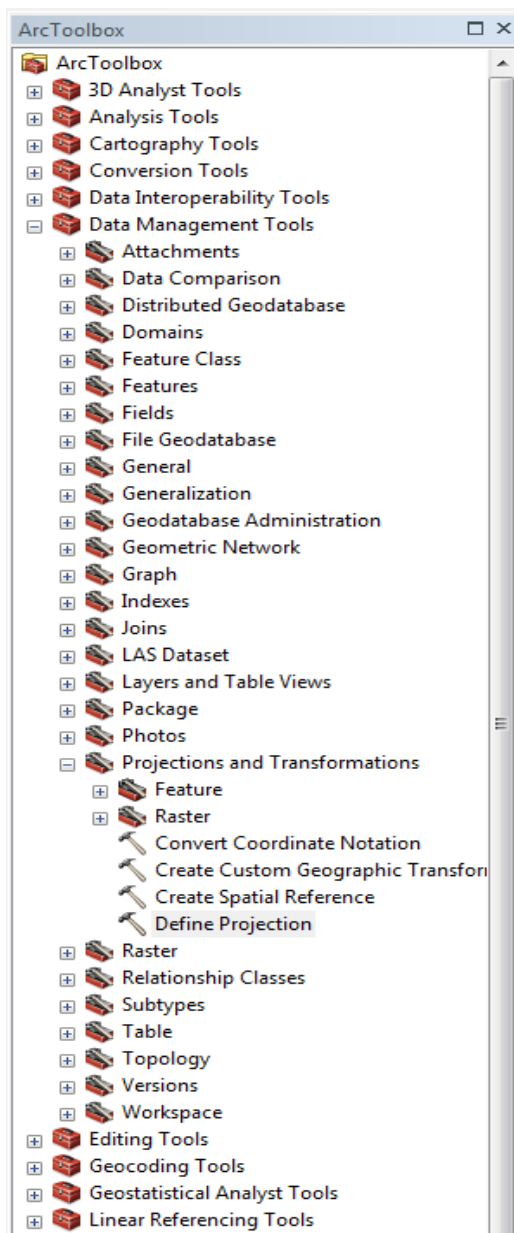 ArcToolbox
ArcToolbox
3D Analyst Tools
Analysis Tools
Cartography Tools
Conversion Tools
Data Interoperability Tools
Data Management Tools
Attachments
Data Comparison
Distributed Geodatabase
Domains
Feature Class
Features
Fields
File Geodatabase
General
Generalization
Geodatabase Administration
Geometric Network
Graph
Indexes
Joins
LAS Dataset
Layers and Table Views
Package
Photos
Projections and Transformations
Feature
Raster
Convert Coordinate Notation
Create Custom Geographic Transfor
Create Spatial Reference
Define Projection
Raster
Relationship Classes
Subtypes
Table
Topology
Versions
Workspace
Editing Tools
Geocoding Tools
Geostatistical Analyst Tools
Linear Referencing Tools